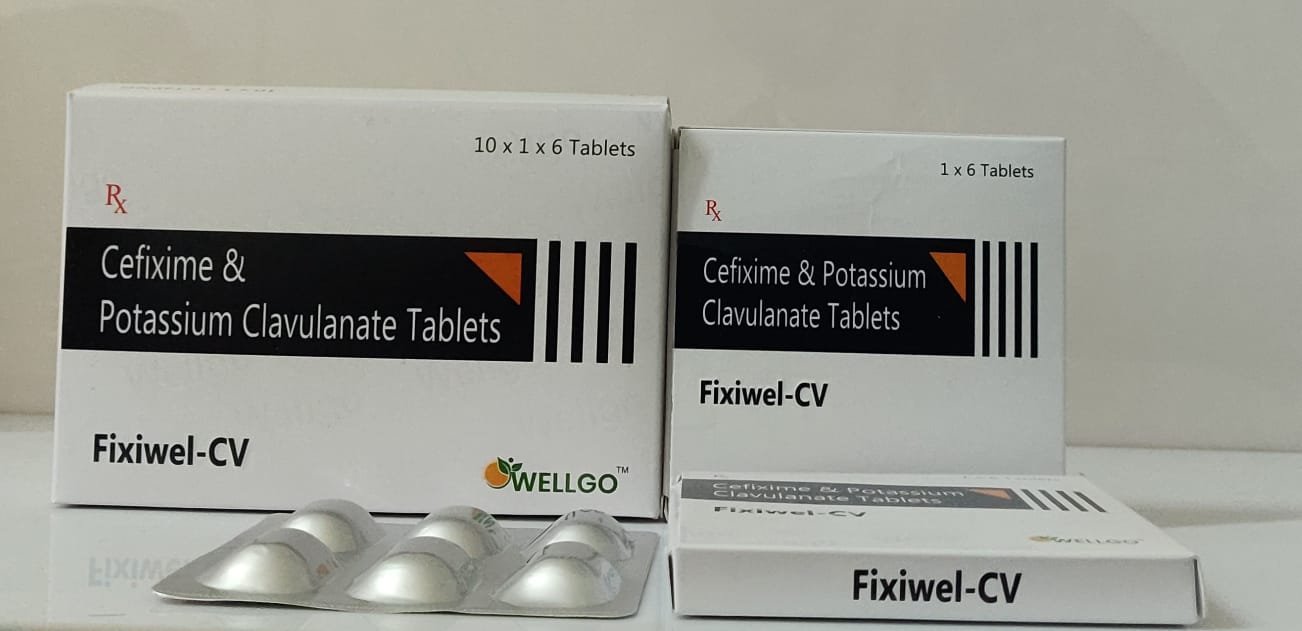 10 x 1 x 6 Tablets
Rx
Cefixime &
Potassium Clavulanate Tablets
Fixiwel-CV
WELLGO™
1 x 6 Tablets
Rx
Cefixime & Potassium
Clavulanate Tablets
Fixiwel-CV
Cefixime & Potassium
Clavulanate Tablets
Fixiwel-CV
WELLGO
Fixiwel-CV